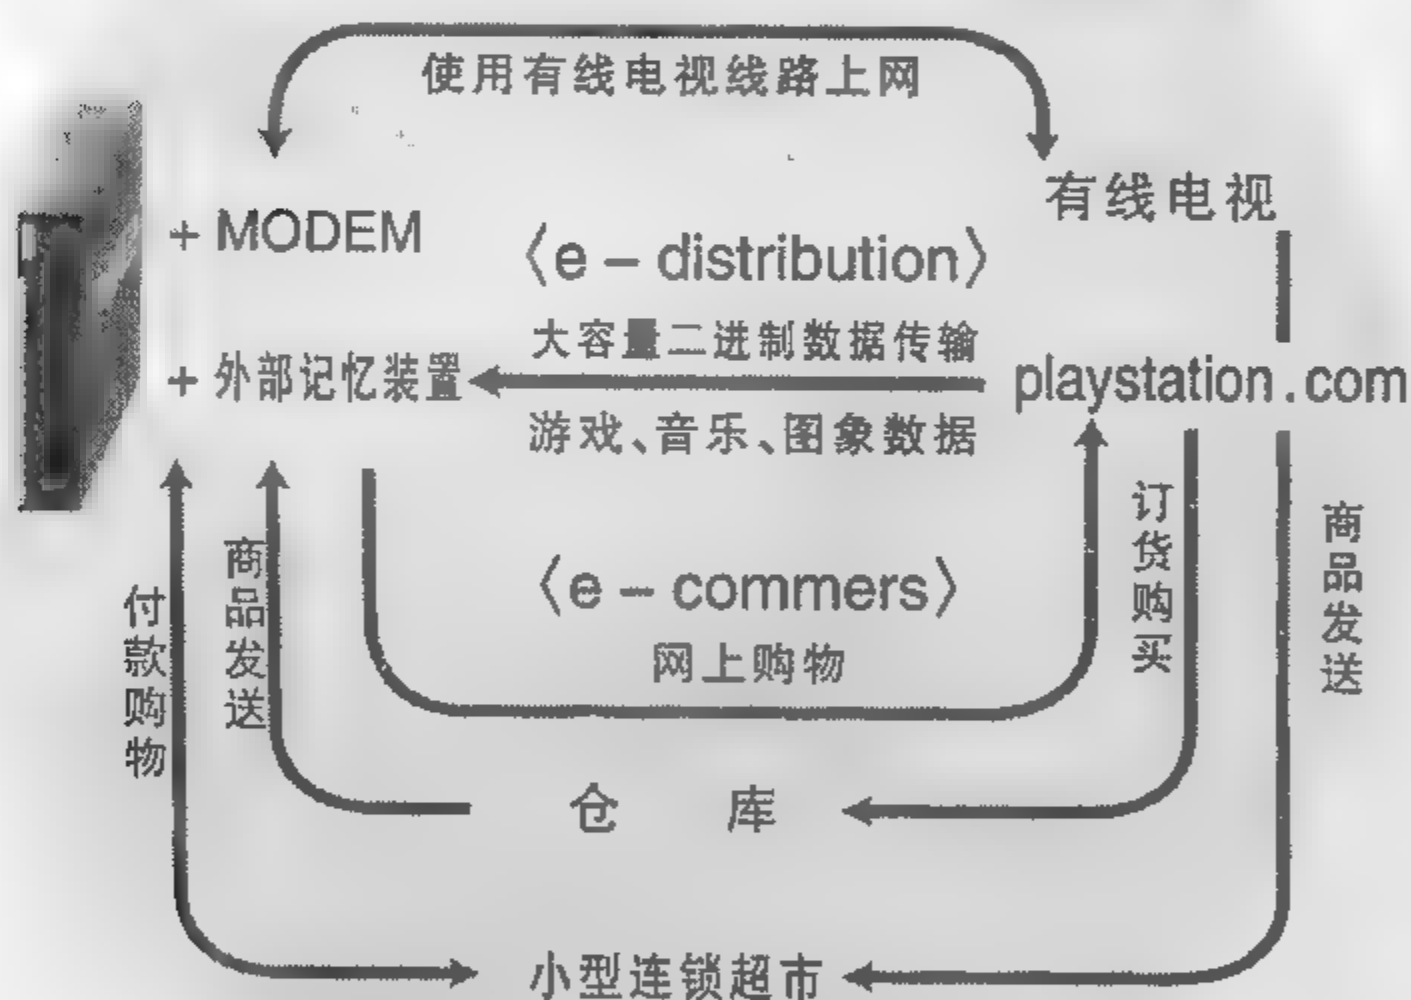 使用有线电视线路上网
有线电视
+ MODEM
〈e – distribution〉
大容量二进制数据传输
+ 外部记忆装置
playstation.com
游戏、音乐、图象数据
订货购买
商品发送
商品发送
付款购物
〈e – commers〉
网上购物
仓 库
小型连锁超市